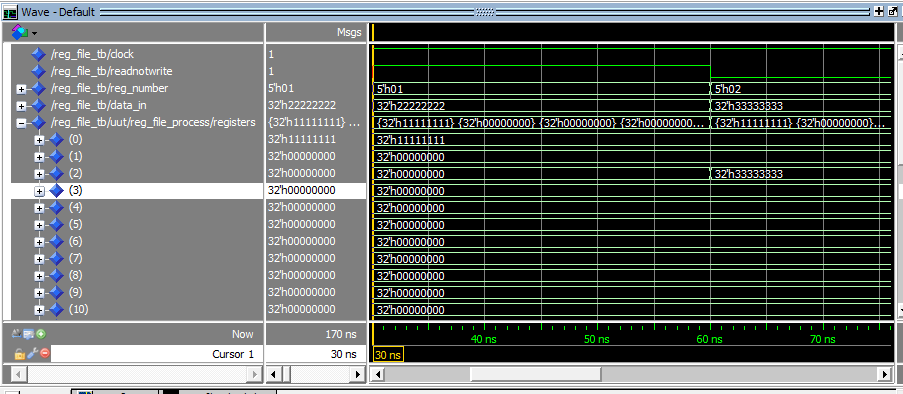 Wave - Default
Msgs
/reg_file_tb/clock 1
/reg_file_tb/readnotwrite 1
/reg_file_tb/reg_number 5'h01 5'h01 5'h02
/reg_file_tb/data_in 32'h22222222 32'h22222222 32'h33333333
/reg_file_tb/uut/reg_file_process/registers {32'h11111111} ... {32'h11111111} {32'h00000000} {32'h00000000} {32'h00000000... {32'h11111111} {32'h00000000}...
(0) 32'h11111111 32'h11111111
(1) 32'h00000000 32'h00000000
(2) 32'h00000000 32'h00000000 32'h33333333
(3) 32'h00000000 32'h00000000
(4) 32'h00000000 32'h00000000
(5) 32'h00000000 32'h00000000
(6) 32'h00000000 32'h00000000
(7) 32'h00000000 32'h00000000
(8) 32'h00000000 32'h00000000
(9) 32'h00000000 32'h00000000
(10) 32'h00000000 32'h00000000
Now 170 ns 40 ns 50 ns 60 ns 70 ns
Cursor 1 30 ns 30 ns